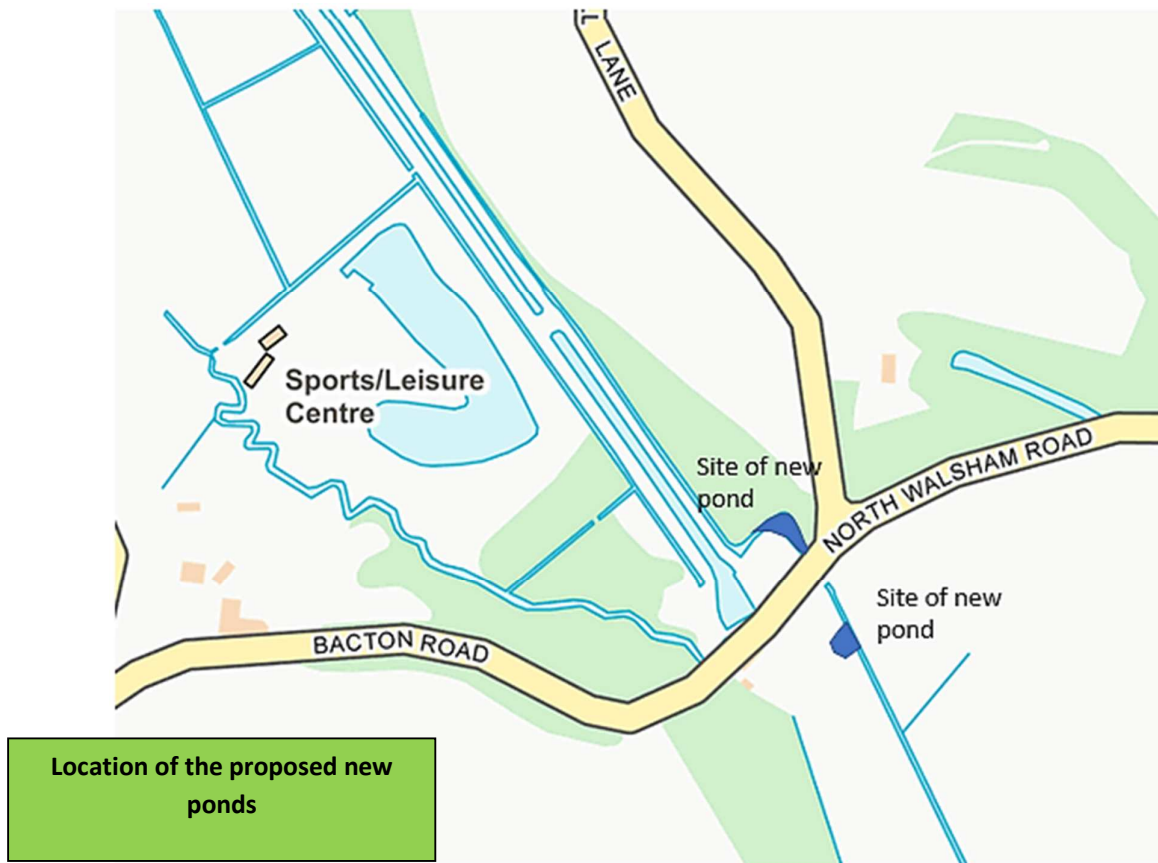 LANE
Sports/Leisure
Centre
Site of new
pond
NORTH WALSHAM ROAD
Site of new
pond
BACTON ROAD
Location of the proposed new
ponds